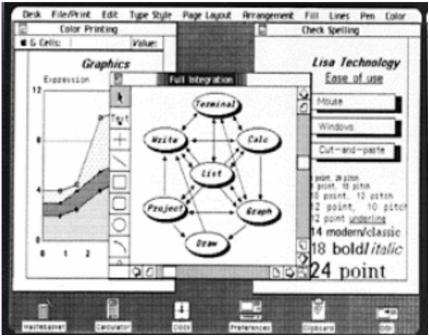 Desk File/Print Edit Type Style Page Layout Arrangement Fill Lines Pen Color
Color Printing
Check Spelling
G Cells: Value:
Full Integration
Graphics
Lisa Technology
Ease of use
Expression
12
8
4
0
0 1 2
Text
Terminal
Write
Calc
List
Project
Graph
Draw
Mouse
Windows
Cut-and-paste
point, 20 pitch
point, 15 pitch
10 point, 12 pitch
12 point, 10 pitch
12 point underline
14 modern/classic
18 bold/italic
24 point
Wastebasket
Calculator
Clock
Preferences
Clipboard